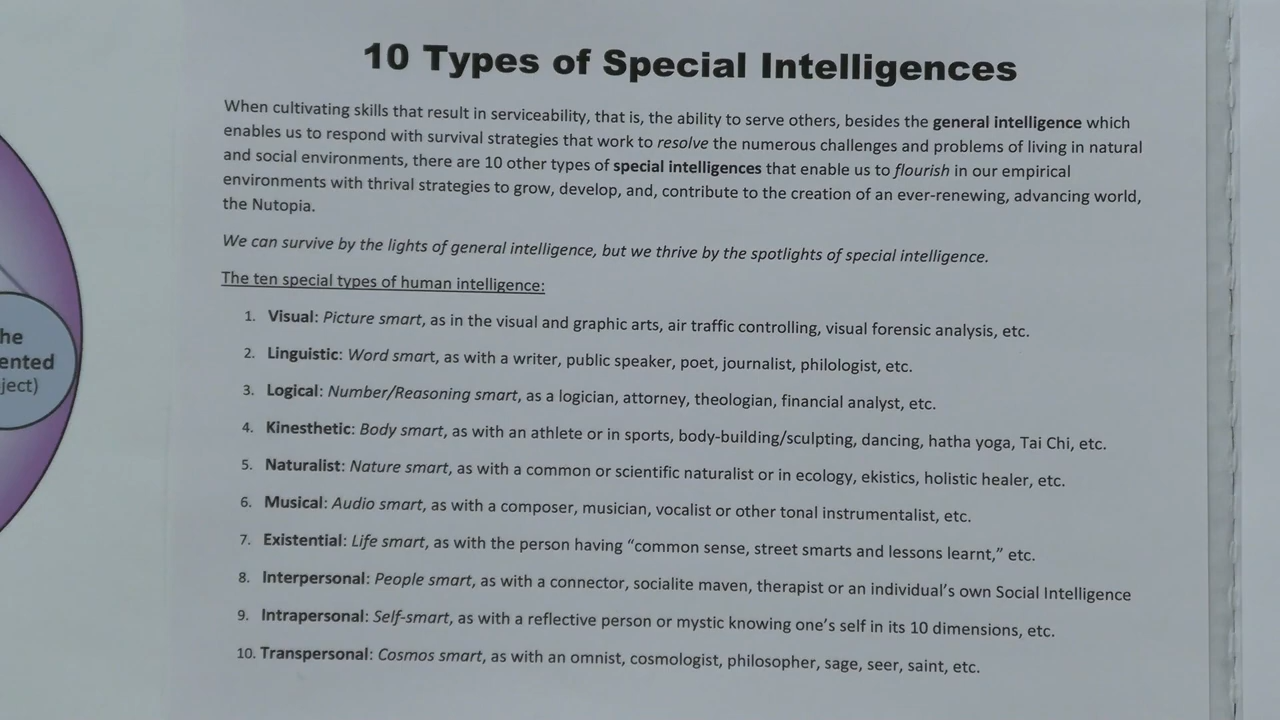 10 Types of Special Intelligences
When cultivating skills that result in serviceability, that is, the ability to serve others, besides the general intelligence which
enables us to respond with survival strategies that work to resolve the numerous challenges and problems of living in natural
and social environments, there are 10 other types of special intelligences that enable us to flourish in our empirical
environments with thrival strategies to grow, develop, and, contribute to the creation of an ever-renewing, advancing world,
the Nutopia.
We can survive by the lights of general intelligence, but we thrive by the spotlights of special intelligence.
The ten special types of human intelligence:
1. Visual: Picture smart, as in the visual and graphic arts, air traffic controlling, visual forensic analysis, etc.
2. Linguistic: Word smart, as with a writer, public speaker, poet, journalist, philologist, etc.
3. Logical: Number/Reasoning smart, as a logician, attorney, theologian, financial analyst, etc.
4. Kinesthetic: Body smart, as with an athlete or in sports, body-building/sculpting, dancing, hatha yoga, Tai Chi, etc.
5. Naturalist: Nature smart, as with a common or scientific naturalist or in ecology, ekistics, holistic healer, etc.
6. Musical: Audio smart, as with a composer, musician, vocalist or other tonal instrumentalist, etc.
7. Existential: Life smart, as with the person having “common sense, street smarts and lessons learnt,” etc.
8. Interpersonal: People smart, as with a connector, socialite maven, therapist or an individual’s own Social Intelligence
9. Intrapersonal: Self-smart, as with a reflective person or mystic knowing one’s self in its 10 dimensions, etc.
10. Transpersonal: Cosmos smart, as with an omnist, cosmologist, philosopher, sage, seer, saint, etc.
he
ented
ject)